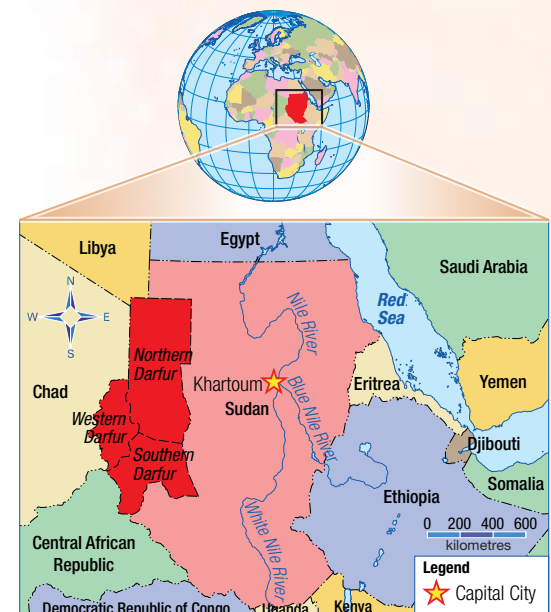 Libya
Egypt
Saudi Arabia
N
W
E
S
Red
Sea
Nile River
Northern
Darfur
Khartoum
Chad
Eritrea
Yemen
Blue Nile River
Sudan
Western
Darfur
Southern
Darfur
Djibouti
Somalia
Ethiopia
White Nile River
0 200 400 600
kilometres
Central African
Republic
Legend
Capital City
Democratic Republic of Congo
Uganda
Kenya